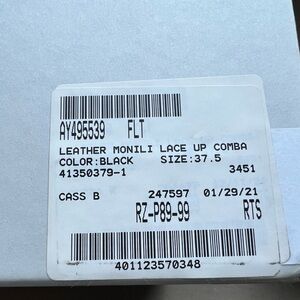 AY495539 FLT
LEATHER MONILI LACE UP COMBA
COLOR:BLACK SIZE:37.5
41350379-1 3451
CASS B 247597 01/29/21
RZ-P89-99 RTS
401123570348